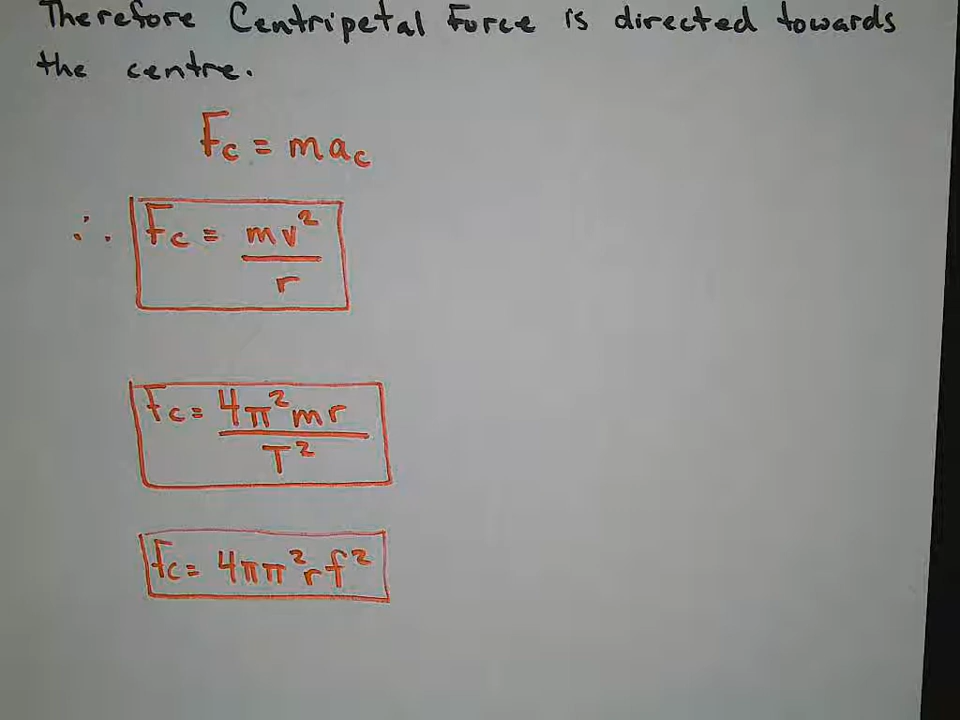 Therefore Centripetal Force is directed towards
the centre.
Fc = mac
∴ Fc = mv²/r
Fc = 4π²mr/T²
Fc = 4ππ²rf²